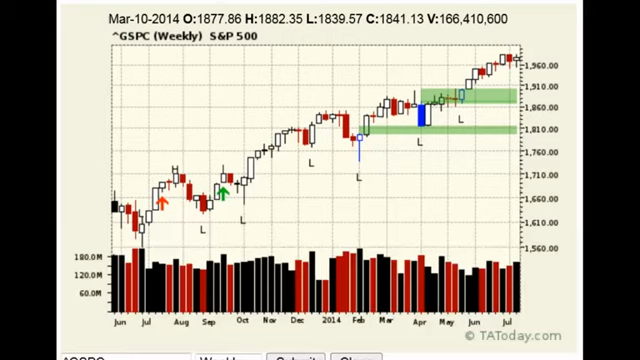 Mar-10-2014 O:1877.86 H:1882.35 L:1839.57 C:1841.13 V:166,410,600
^GSPC (Weekly) S&P 500
1,960.00
1,910.00
1,860.00
1,810.00
1,760.00
1,710.00
1,660.00
1,610.00
1,560.00
H
L
L
L
L
L
L
180.0M
120.0M
60.0M
Jun Jul Aug Sep Oct Nov Dec 2014 Feb Mar Apr May Jun Jul
© TAToday.com
^GSPC Weekly Submit Clear